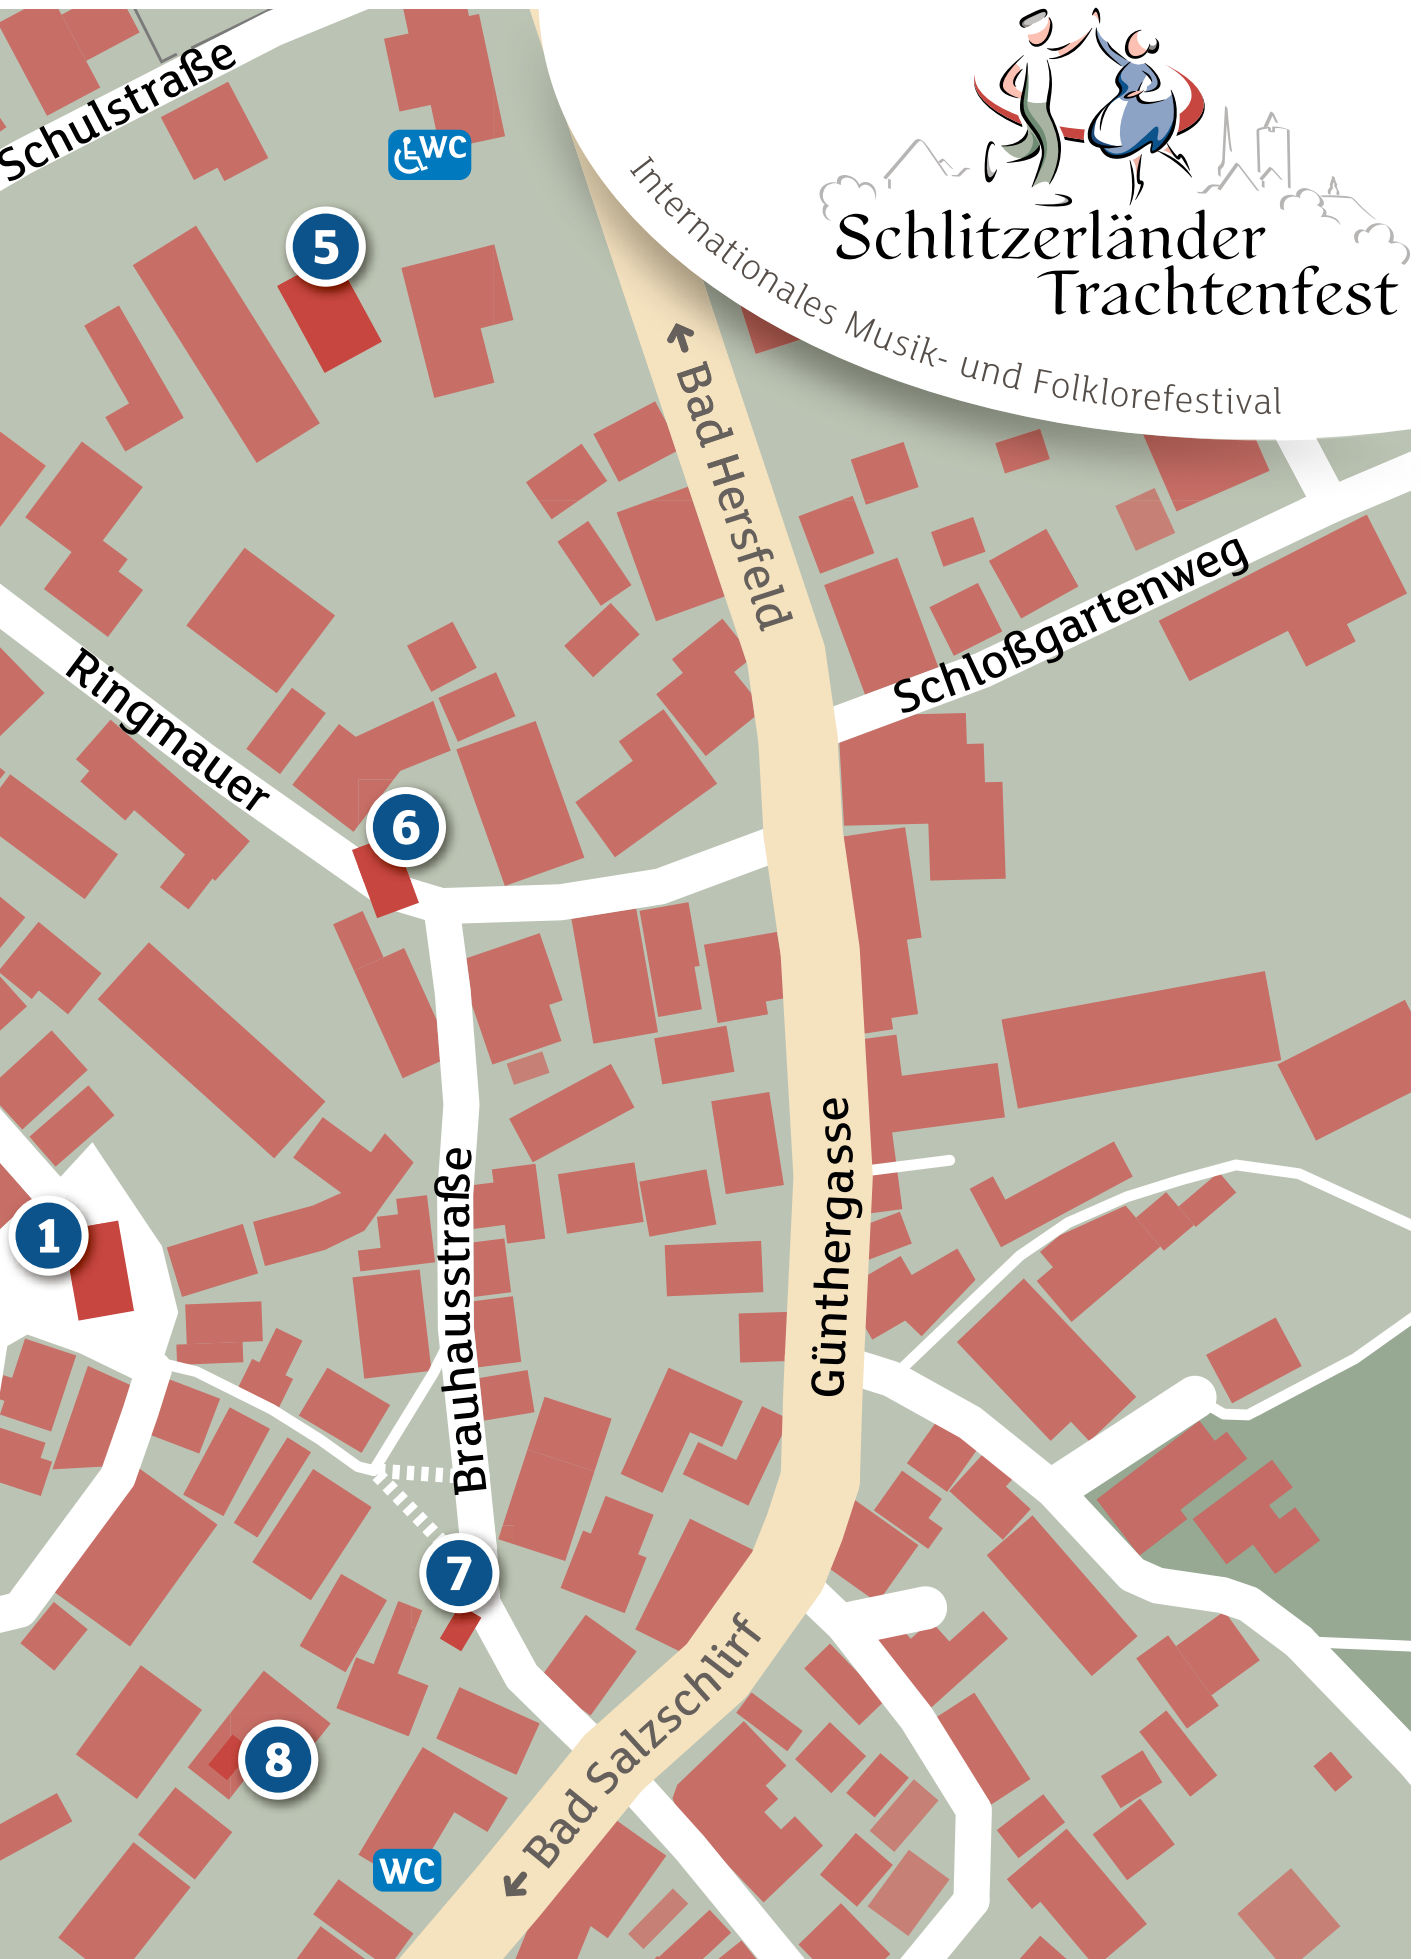 Schulstraße
WC
Internationales Musik- und Folklorefestival
Schlitzerländer
Trachtenfest
5
Bad Hersfeld
Schloßgartenweg
Ringmauer
6
Günthergasse
Brauhausstraße
1
7
Bad Salzschlirf
8
WC